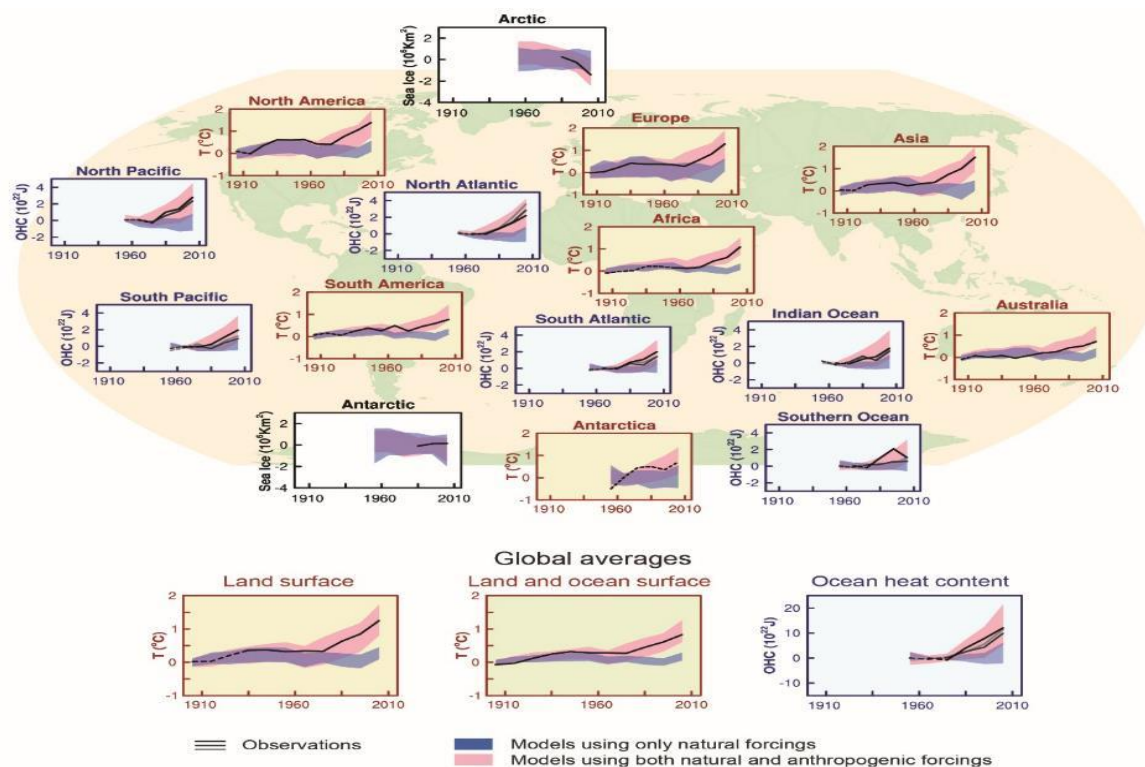 Arctic
Sea Ice (10⁶Km²)
2
0
-2
-4
1910 1960 2010
North America
T (°C)
2
1
0
-1
1910 1960 2010
Europe
T (°C)
2
1
0
-1
1910 1960 2010
Asia
T (°C)
2
1
0
-1
1910 1960 2010
North Pacific
OHC (10²²J)
4
2
0
-2
1910 1960 2010
North Atlantic
OHC (10²²J)
4
2
0
-2
1910 1960 2010
Africa
T (°C)
2
1
0
-1
1910 1960 2010
South Pacific
OHC (10²²J)
4
2
0
-2
1910 1960 2010
South America
T (°C)
2
1
0
-1
1910 1960 2010
South Atlantic
OHC (10²²J)
4
2
0
-2
1910 1960 2010
Indian Ocean
OHC (10²²J)
4
2
0
-2
1910 1960 2010
Australia
T (°C)
2
1
0
-1
1910 1960 2010
Antarctic
Sea Ice (10⁶Km²)
2
0
-2
-4
1910 1960 2010
Antarctica
T (°C)
2
1
0
-1
1910 1960 2010
Southern Ocean
OHC (10²²J)
4
2
0
-2
1910 1960 2010
Global averages
Land surface
T (°C)
2
1
0
-1
1910 1960 2010
Land and ocean surface
T (°C)
2
1
0
-1
1910 1960 2010
Ocean heat content
OHC (10²²J)
20
10
0
-10
1910 1960 2010
Observations
Models using only natural forcings
Models using both natural and anthropogenic forcings